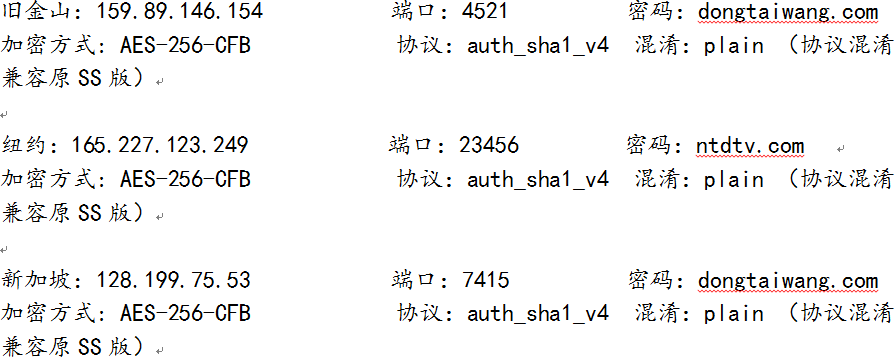 旧金山：159.89.146.154 端口：4521 密码：dongtaiwang.com
加密方式：AES-256-CFB 协议：auth_sha1_v4 混淆：plain （协议混淆
兼容原 SS 版）
纽约：165.227.123.249 端口：23456 密码：ntdtv.com
加密方式：AES-256-CFB 协议：auth_sha1_v4 混淆：plain （协议混淆
兼容原 SS 版）
新加坡：128.199.75.53 端口：7415 密码：dongtaiwang.com
加密方式：AES-256-CFB 协议：auth_sha1_v4 混淆：plain （协议混淆
兼容原 SS 版）